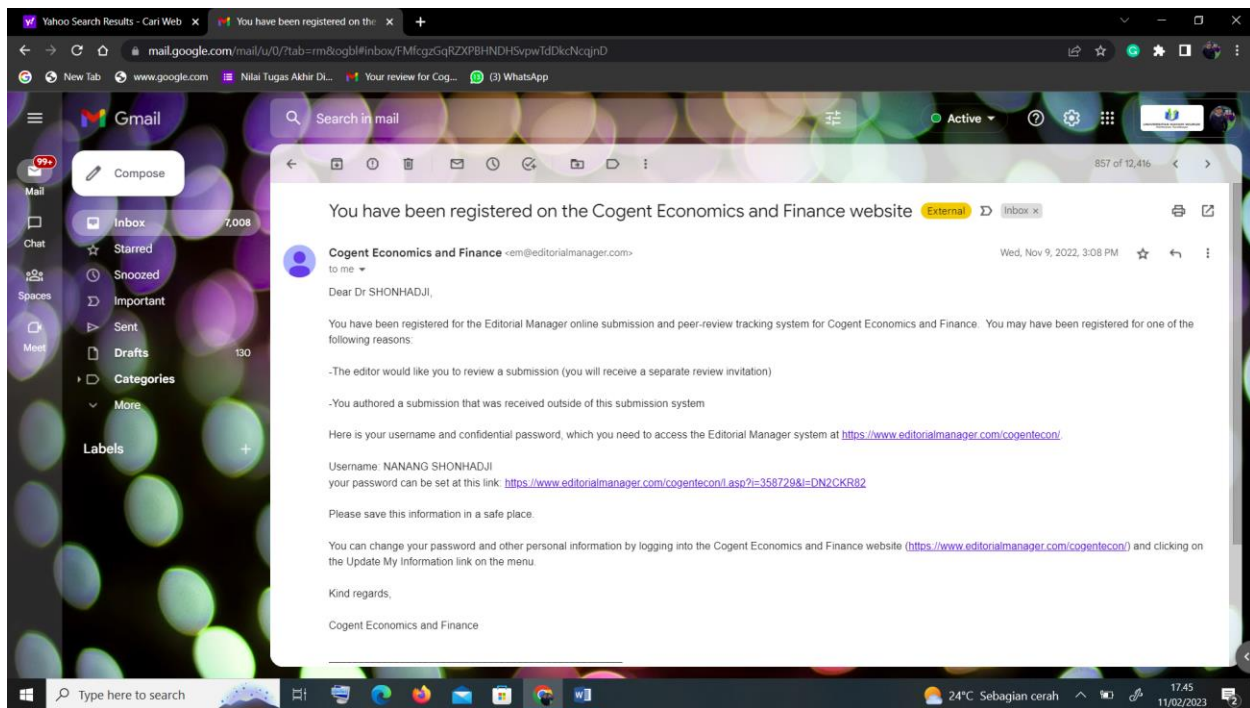 Yahoo Search Results - Cari Web
You have been registered on the
mail.google.com/mail/u/0/?tab=rm&ogbl#inbox/FMfcgzGqRZXPBHNDHSvpwTdDkcNcqjnD
New Tab
www.google.com
Nilai Tugas Akhir Di...
Your review for Cog...
(3) WhatsApp
Gmail
Search in mail
Active
99+
Mail
Compose
857 of 12,416
Inbox 7,008
Chat
Starred
Snoozed
Spaces
Important
Sent
Meet
Drafts 130
Categories
More
Labels
You have been registered on the Cogent Economics and Finance website External Inbox x
Cogent Economics and Finance <em@editorialmanager.com>
Wed, Nov 9, 2022, 3:08 PM
to me
Dear Dr SHONHADJI,
You have been registered for the Editorial Manager online submission and peer-review tracking system for Cogent Economics and Finance. You may have been registered for one of the
following reasons:
-The editor would like you to review a submission (you will receive a separate review invitation)
-You authored a submission that was received outside of this submission system
Here is your username and confidential password, which you need to access the Editorial Manager system at https://www.editorialmanager.com/cogentecon/.
Username: NANANG SHONHADJI
your password can be set at this link: https://www.editorialmanager.com/cogentecon/l.asp?i=358729&l=DN2CKR82
Please save this information in a safe place.
You can change your password and other personal information by logging into the Cogent Economics and Finance website (https://www.editorialmanager.com/cogentecon/) and clicking on
the Update My Information link on the menu.
Kind regards,
Cogent Economics and Finance
Type here to search
24°C Sebagian cerah
17.45
11/02/2023
2